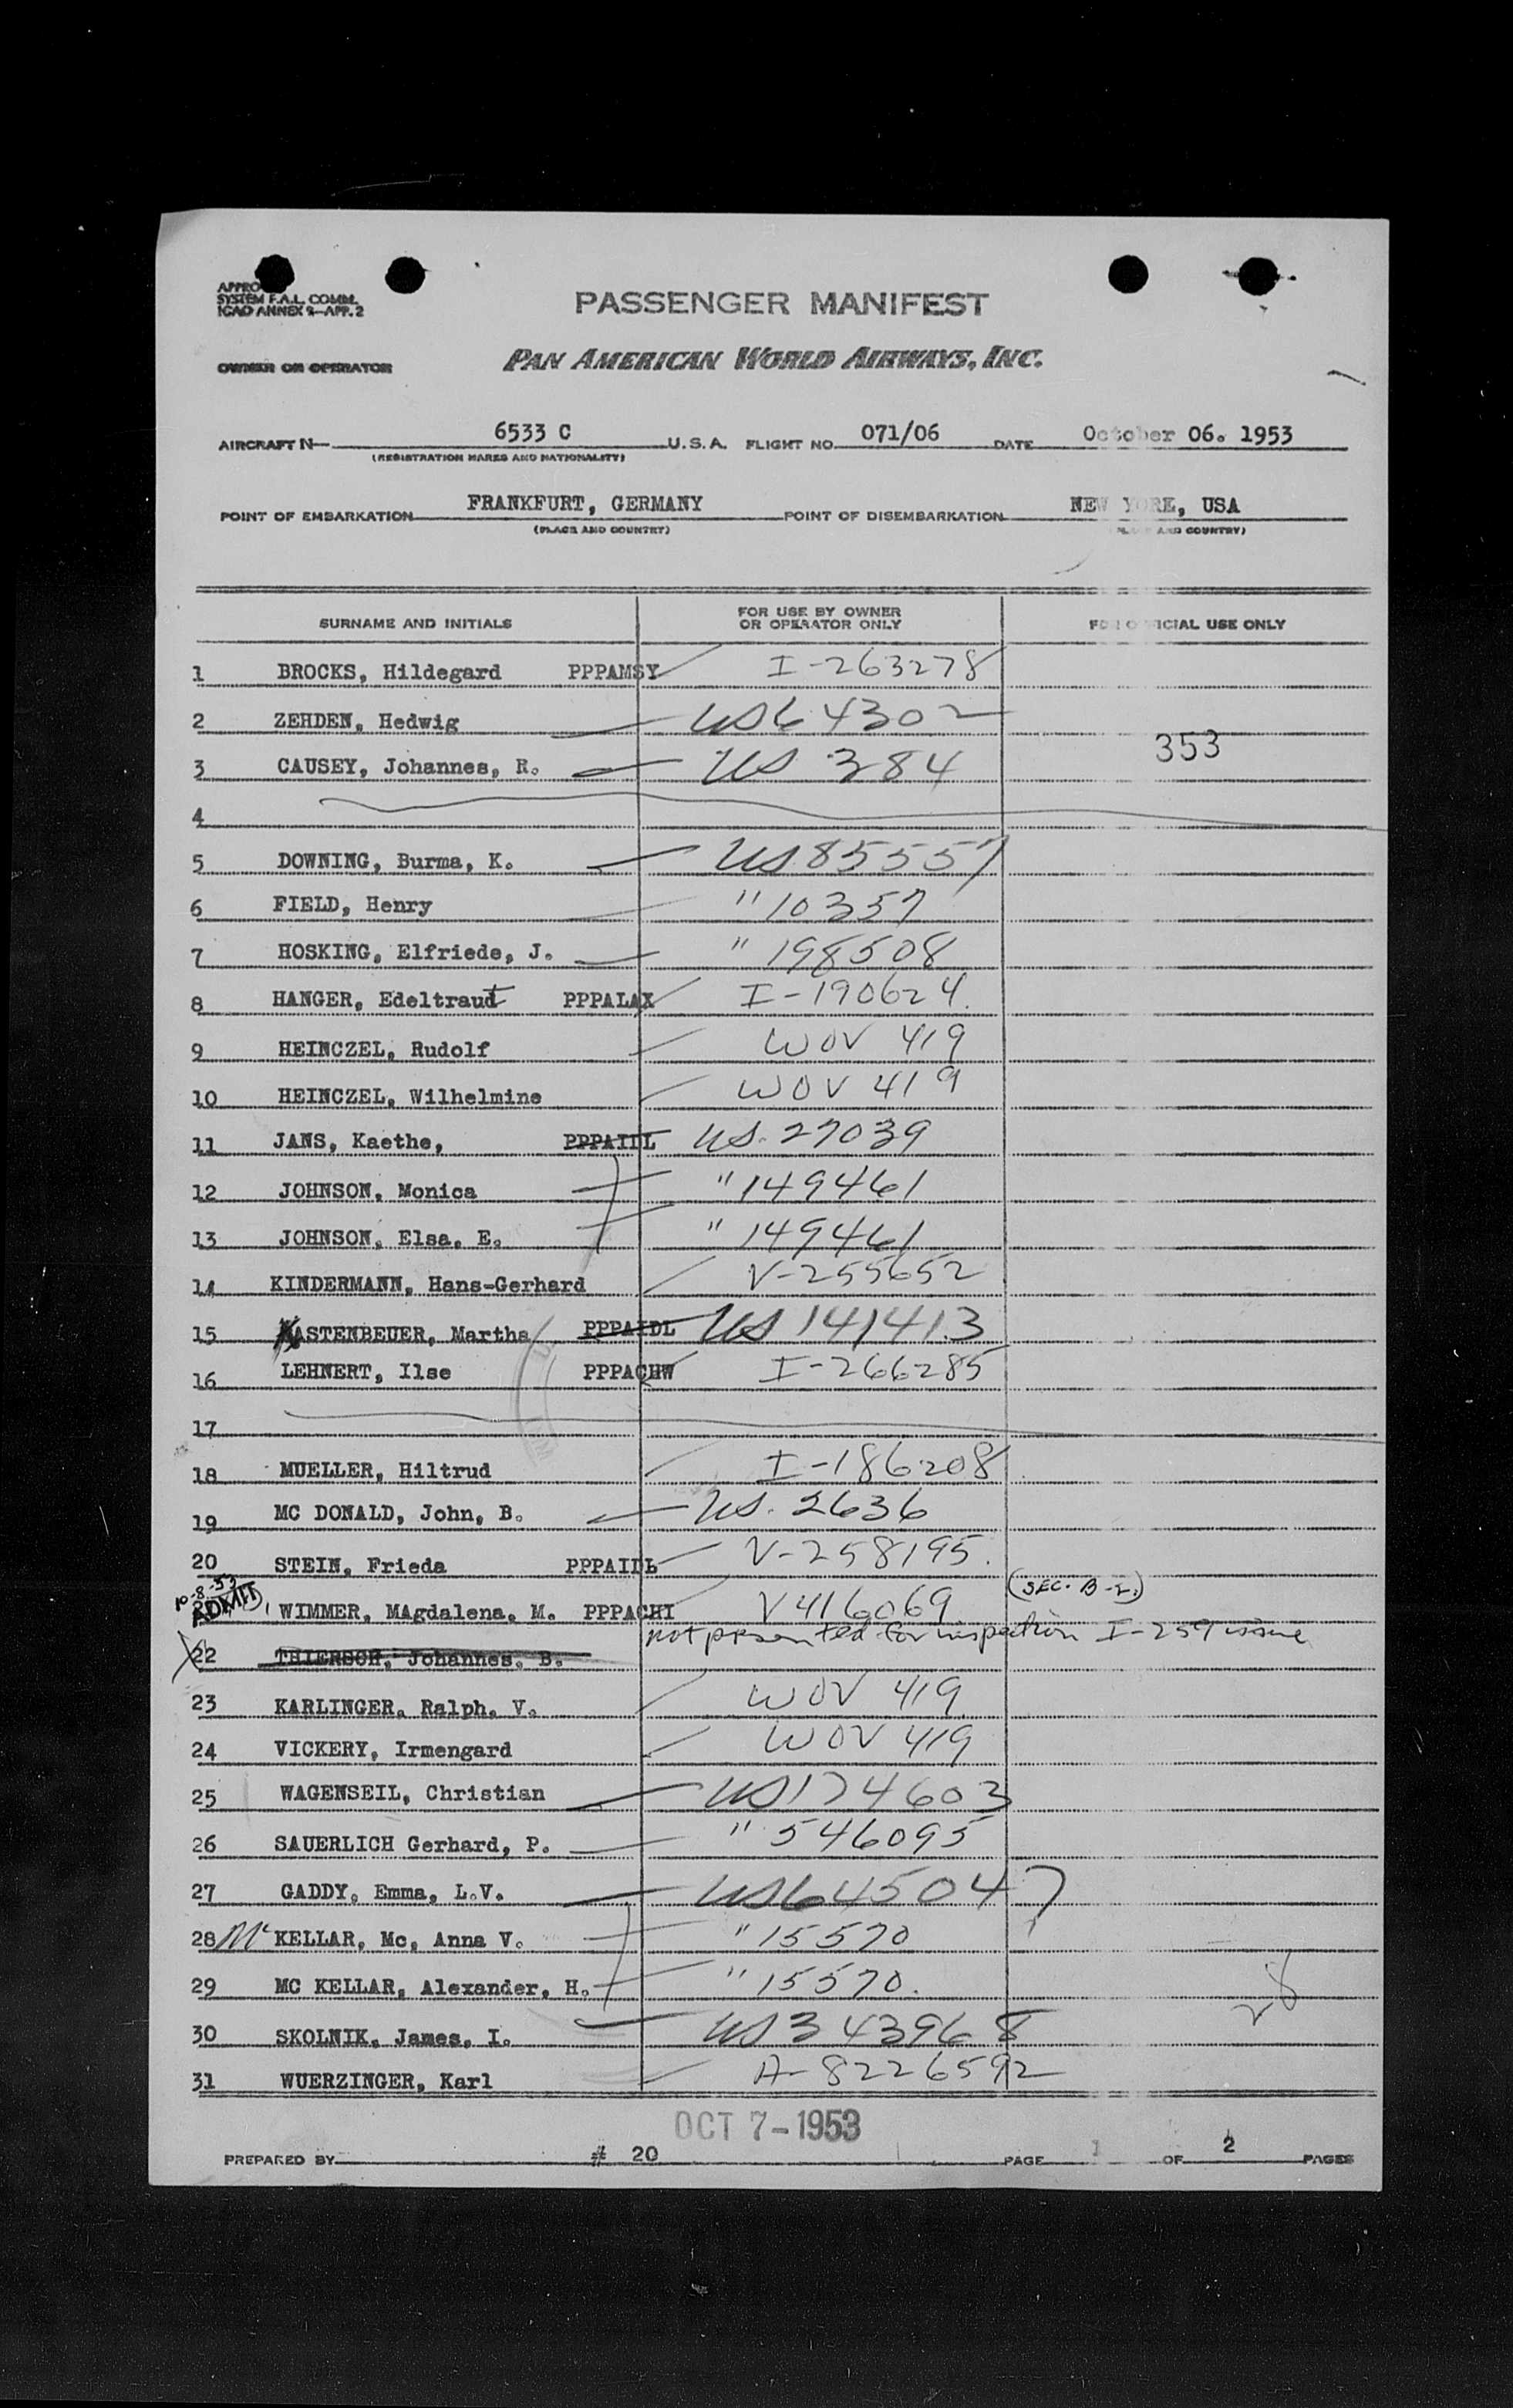 SYSTEM F.A.L. COMM.
ICAO ANNEX 9—APP. 2
PASSENGER MANIFEST
OWNER OR OPERATOR
PAN AMERICAN WORLD AIRWAYS, INC.
AIRCRAFT N— 6533 C U.S.A. FLIGHT NO. 071/06 DATE October 06. 1953
(REGISTRATION MARKS AND NATIONALITY)
POINT OF EMBARKATION FRANKFURT, GERMANY POINT OF DISEMBARKATION NEW YORK, USA
(PLACE AND COUNTRY) (PLACE AND COUNTRY)
SURNAME AND INITIALS FOR USE BY OWNER OR OPERATOR ONLY FOR OFFICIAL USE ONLY
1 BROCKS, Hildegard PPPAMSY I-263278
2 ZEHDEN, Hedwig US 64302
3 CAUSEY, Johannes, R. US 384 353
4
5 DOWNING, Burma, K. US 85557
6 FIELD, Henry " 10357
7 HOSKING, Elfriede, J. " 198508
8 HANGER, Edeltraut PPPALAX I-190624.
9 HEINCZEL, Rudolf WOV 419
10 HEINCZEL, Wilhelmine WOV 419
11 JANS, Kaethe, PPPAIDL US. 27039
12 JOHNSON, Monica " 149461
13 JOHNSON, Elsa, E. " 149461
14 KINDERMANN, Hans-Gerhard V-255652
15 KASTENBEUER, Martha PPPAIDL US 141413
16 LEHNERT, Ilse PPPACHW I-266285
17
18 MUELLER, Hiltrud I-186208
19 MC DONALD, John, B. US. 2636
20 STEIN, Frieda PPPAIDL V-258195.
10-8-53 (SEC. B-2.)
ADMIT WIMMER, MAgdalena, M. PPPACHI V416069
not presented for inspection I-259 issue
X 22 THIERSCH, Johannes, B.
23 KARLINGER, Ralph, V. WOV 419
24 VICKERY, Irmengard WOV 419
25 WAGENSEIL, Christian US 174603
26 SAUERLICH Gerhard, P. " 546095
27 GADDY, Emma, L.V. US 645047
28 Mc KELLAR, Mc, Anna V. " 15570
29 MC KELLAR, Alexander, H. " 15570.
28
30 SKOLNIK, James, I. US 343968
31 WUERZINGER, Karl A-8226592
OCT 7-1953
PREPARED BY # 20 PAGE 1 OF 2 PAGES